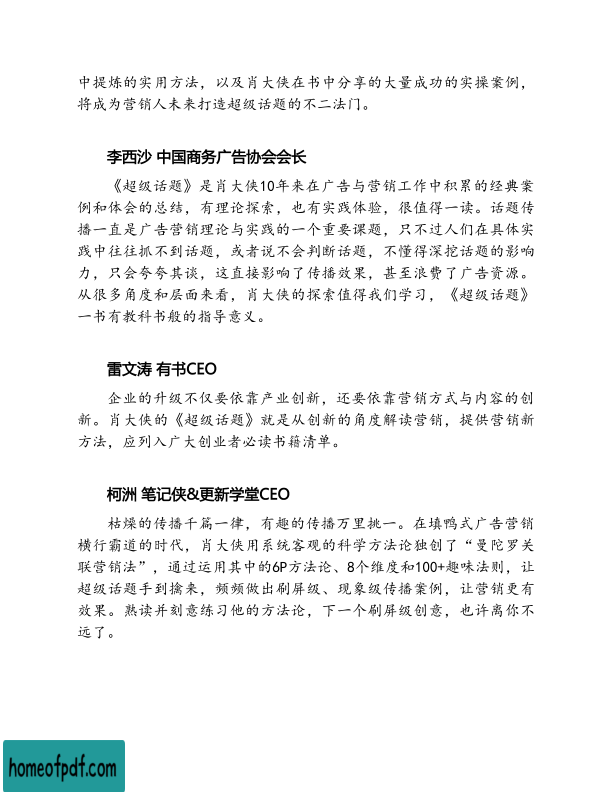 中提炼的实用方法，以及肖大侠在书中分享的大量成功的实操案例，
将成为营销人未来打造超级话题的不二法门。
李西沙 中国商务广告协会会长
《超级话题》是肖大侠10年来在广告与营销工作中积累的经典案
例和体会的总结，有理论探索，也有实践体验，很值得一读。话题传
播一直是广告营销理论与实践的一个重要课题，只不过人们在具体实
践中往往抓不到话题，或者说不会判断话题，不懂得深挖话题的影响
力，只会夸夸其谈，这直接影响了传播效果，甚至浪费了广告资源。
从很多角度和层面来看，肖大侠的探索值得我们学习，《超级话题》
一书有教科书般的指导意义。
雷文涛 有书CEO
企业的升级不仅要依靠产业创新，还要依靠营销方式与内容的创
新。肖大侠的《超级话题》就是从创新的角度解读营销，提供营销新
方法，应列入广大创业者必读书籍清单。
柯洲 笔记侠&更新学堂CEO
枯燥的传播千篇一律，有趣的传播万里挑一。在填鸭式广告营销
横行霸道的时代，肖大侠用系统客观的科学方法论独创了“曼陀罗关
联营销法”，通过运用其中的6P方法论、8个维度和100+趣味法则，让
超级话题手到擒来，频频做出刷屏级、现象级传播案例，让营销更有
效果。熟读并刻意练习他的方法论，下一个刷屏级创意，也许离你不
远了。
homeofpdf.com